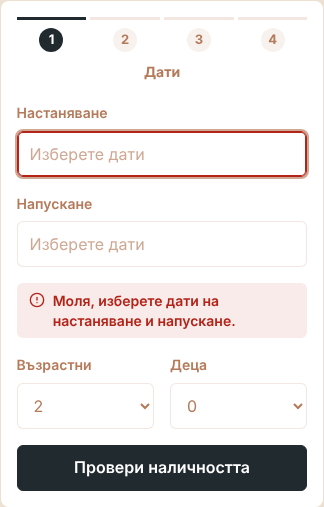 1
2
3
4
Дати
Настаняване
Изберете дати
Напускане
Изберете дати
Моля, изберете дати на
настаняване и напускане.
Възрастни
Деца
2
0
Провери наличността